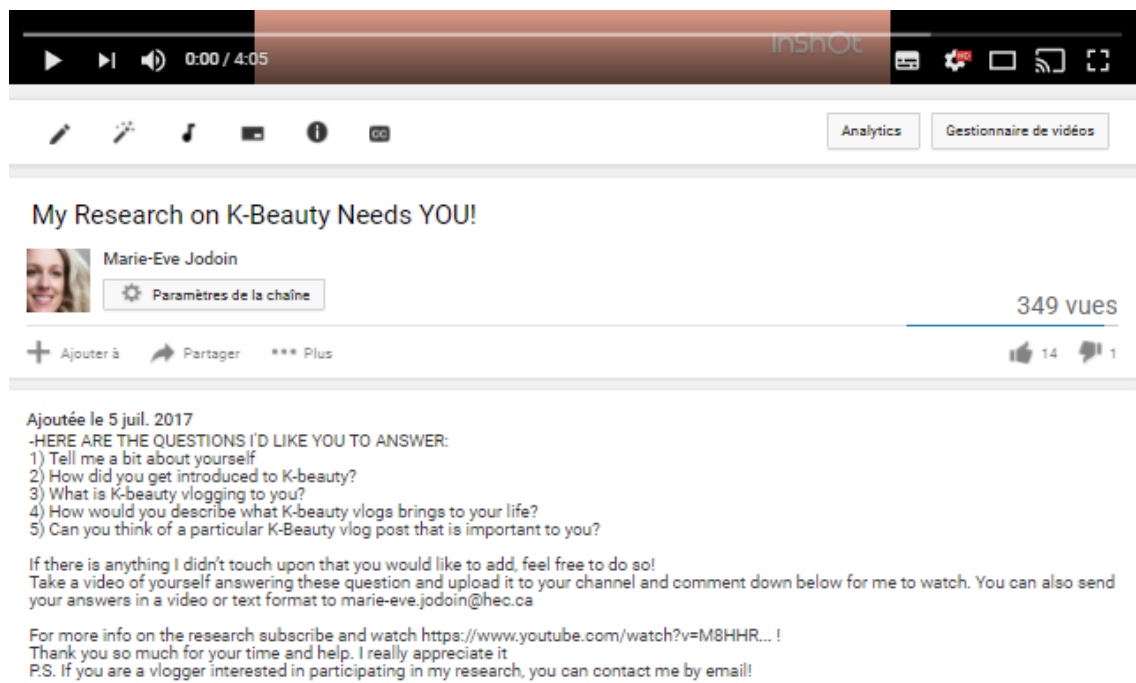 InShOt
0:00 / 4:05
HD
CC
Analytics
Gestionnaire de vidéos
My Research on K-Beauty Needs YOU!
Marie-Eve Jodoin
Paramètres de la chaîne
349 vues
Ajouter à
Partager
Plus
14
1
Ajoutée le 5 juil. 2017
-HERE ARE THE QUESTIONS I'D LIKE YOU TO ANSWER:
1) Tell me a bit about yourself
2) How did you get introduced to K-beauty?
3) What is K-beauty vlogging to you?
4) How would you describe what K-beauty vlogs brings to your life?
5) Can you think of a particular K-Beauty vlog post that is important to you?
If there is anything I didn't touch upon that you would like to add, feel free to do so!
Take a video of yourself answering these question and upload it to your channel and comment down below for me to watch. You can also send
your answers in a video or text format to marie-eve.jodoin@hec.ca
For more info on the research subscribe and watch https://www.youtube.com/watch?v=M8HHR... !
Thank you so much for your time and help. I really appreciate it
P.S. If you are a vlogger interested in participating in my research, you can contact me by email!